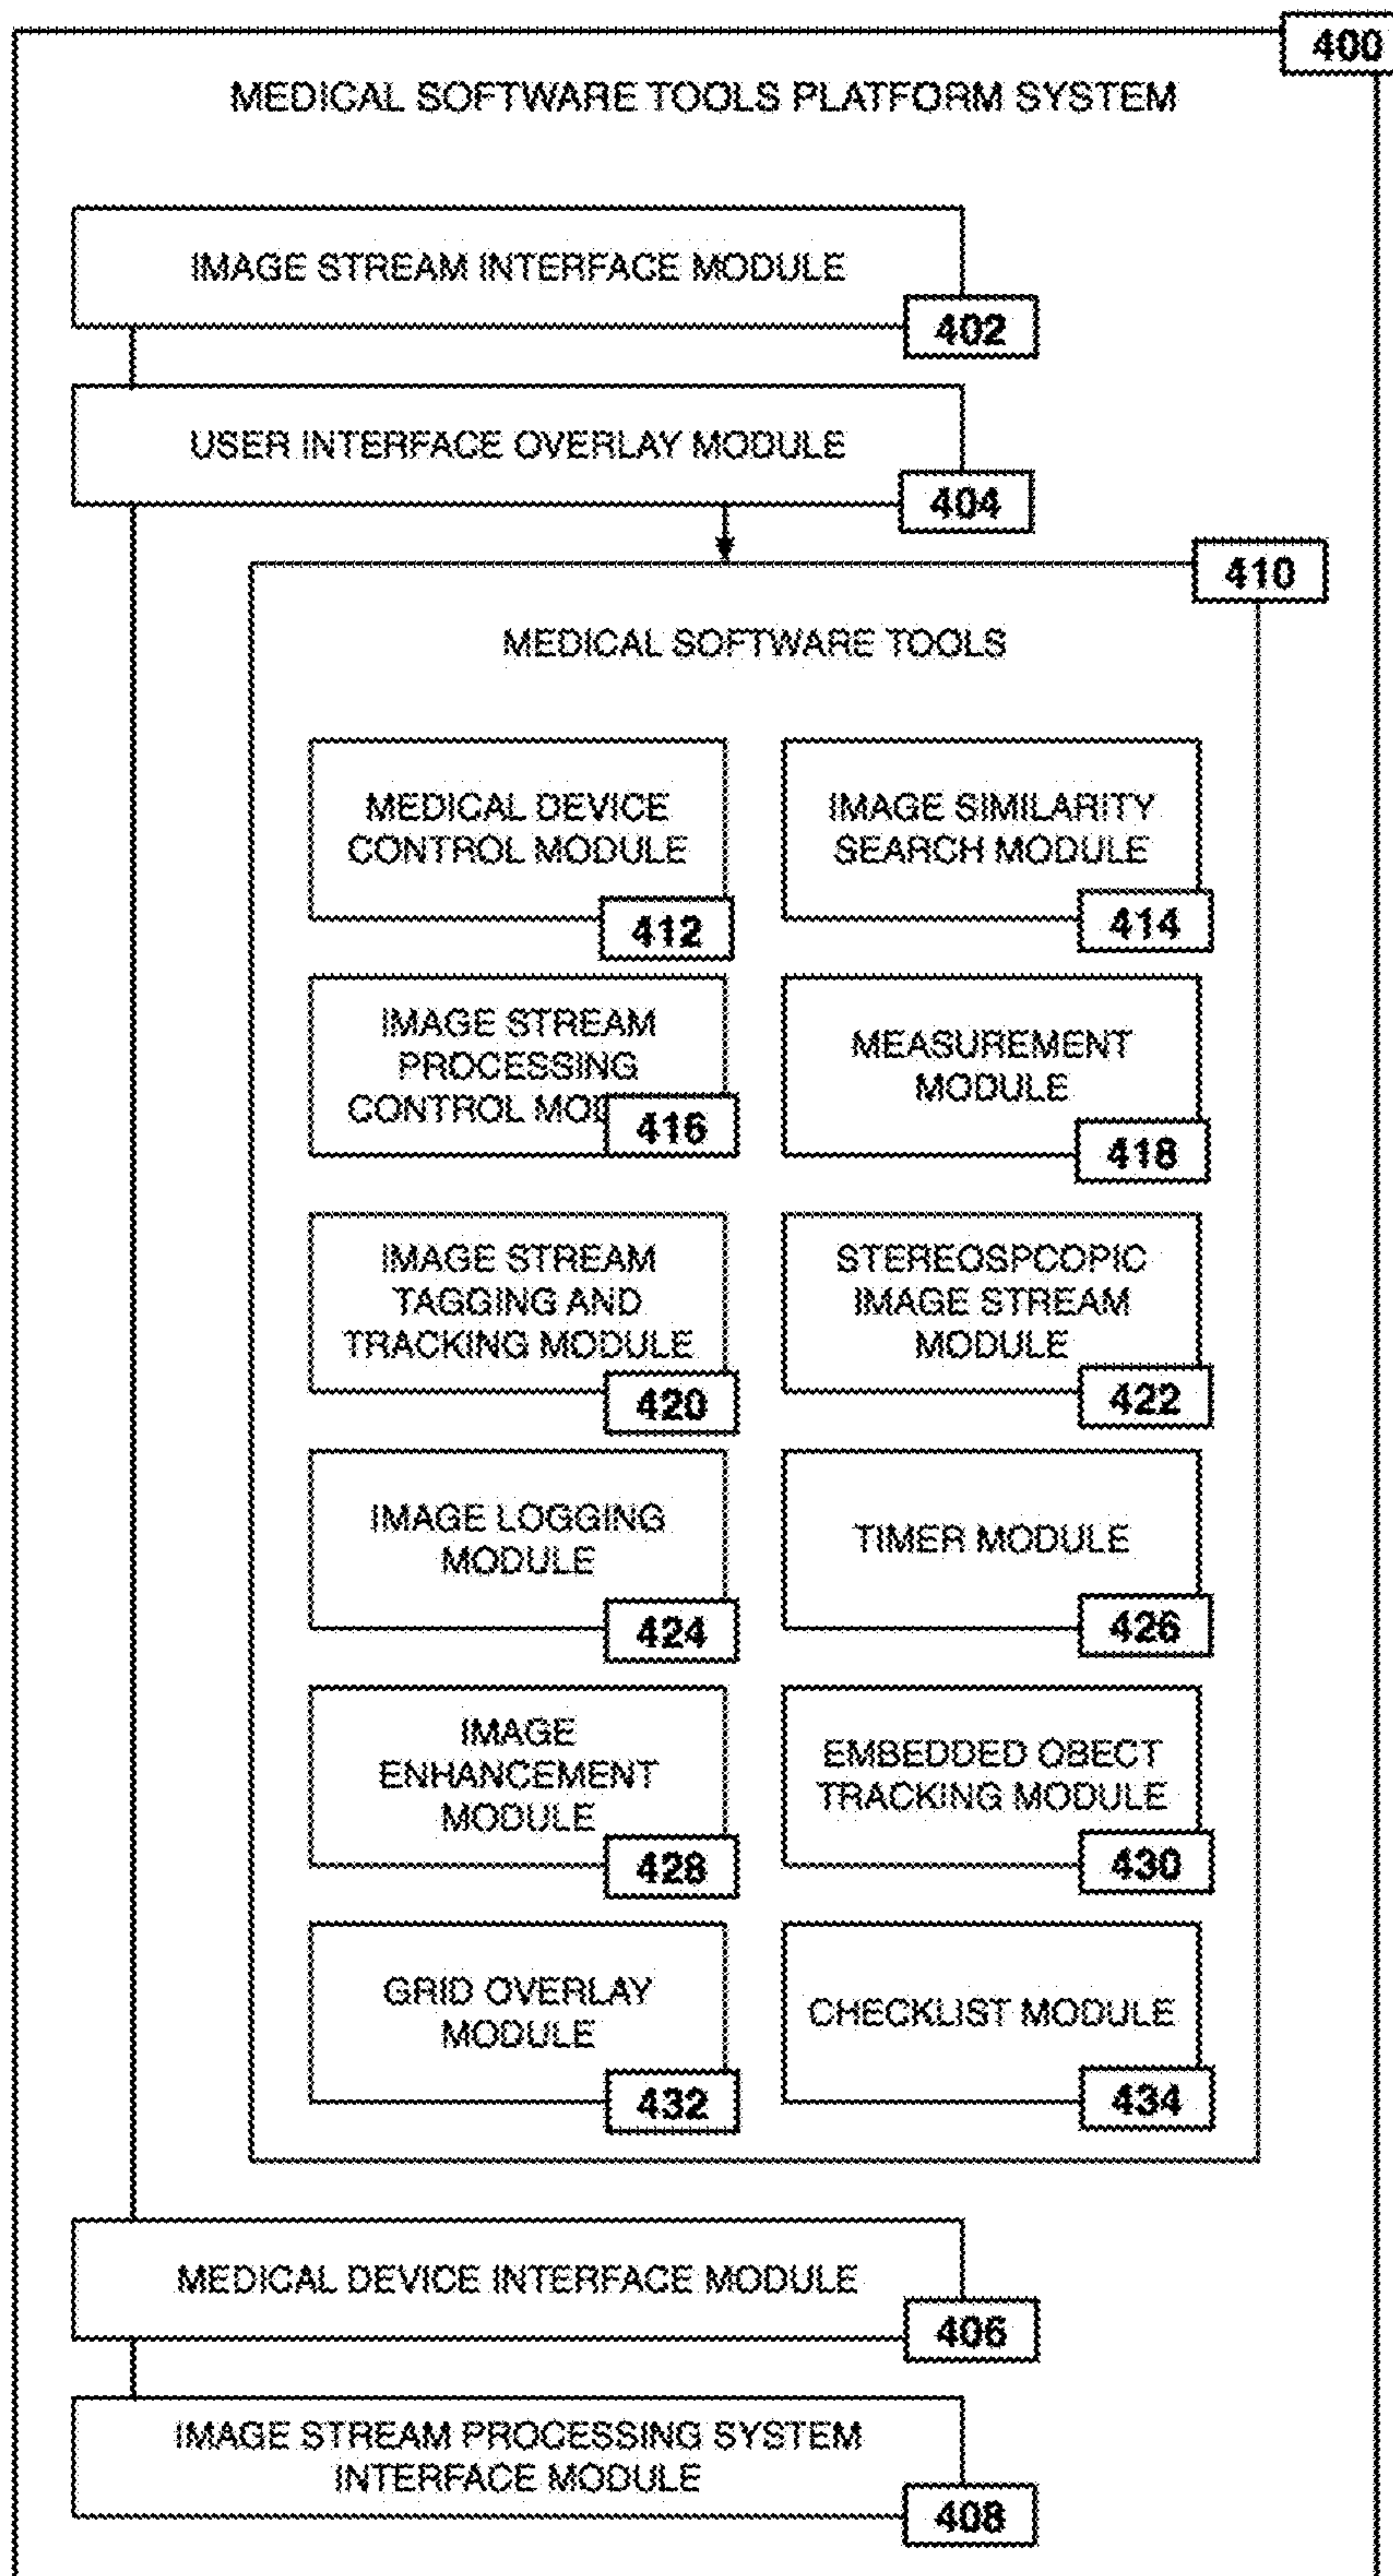 400
MEDICAL SOFTWARE TOOLS PLATFORM SYSTEM
IMAGE STREAM INTERFACE MODULE
402
USER INTERFACE OVERLAY MODULE
404
410
MEDICAL SOFTWARE TOOLS
MEDICAL DEVICE
CONTROL MODULE
412
IMAGE SIMILARITY
SEARCH MODULE
414
IMAGE STREAM
PROCESSING
CONTROL MOD
416
MEASUREMENT
MODULE
418
IMAGE STREAM
TAGGING AND
TRACKING MODULE
420
STEREOSPCOPIC
IMAGE STREAM
MODULE
422
IMAGE LOGGING
MODULE
424
TIMER MODULE
426
IMAGE
ENHANCEMENT
MODULE
428
EMBEDDED OBECT
TRACKING MODULE
430
GRID OVERLAY
MODULE
432
CHECKLIST MODULE
434
MEDICAL DEVICE INTERFACE MODULE
406
IMAGE STREAM PROCESSING SYSTEM
INTERFACE MODULE
408